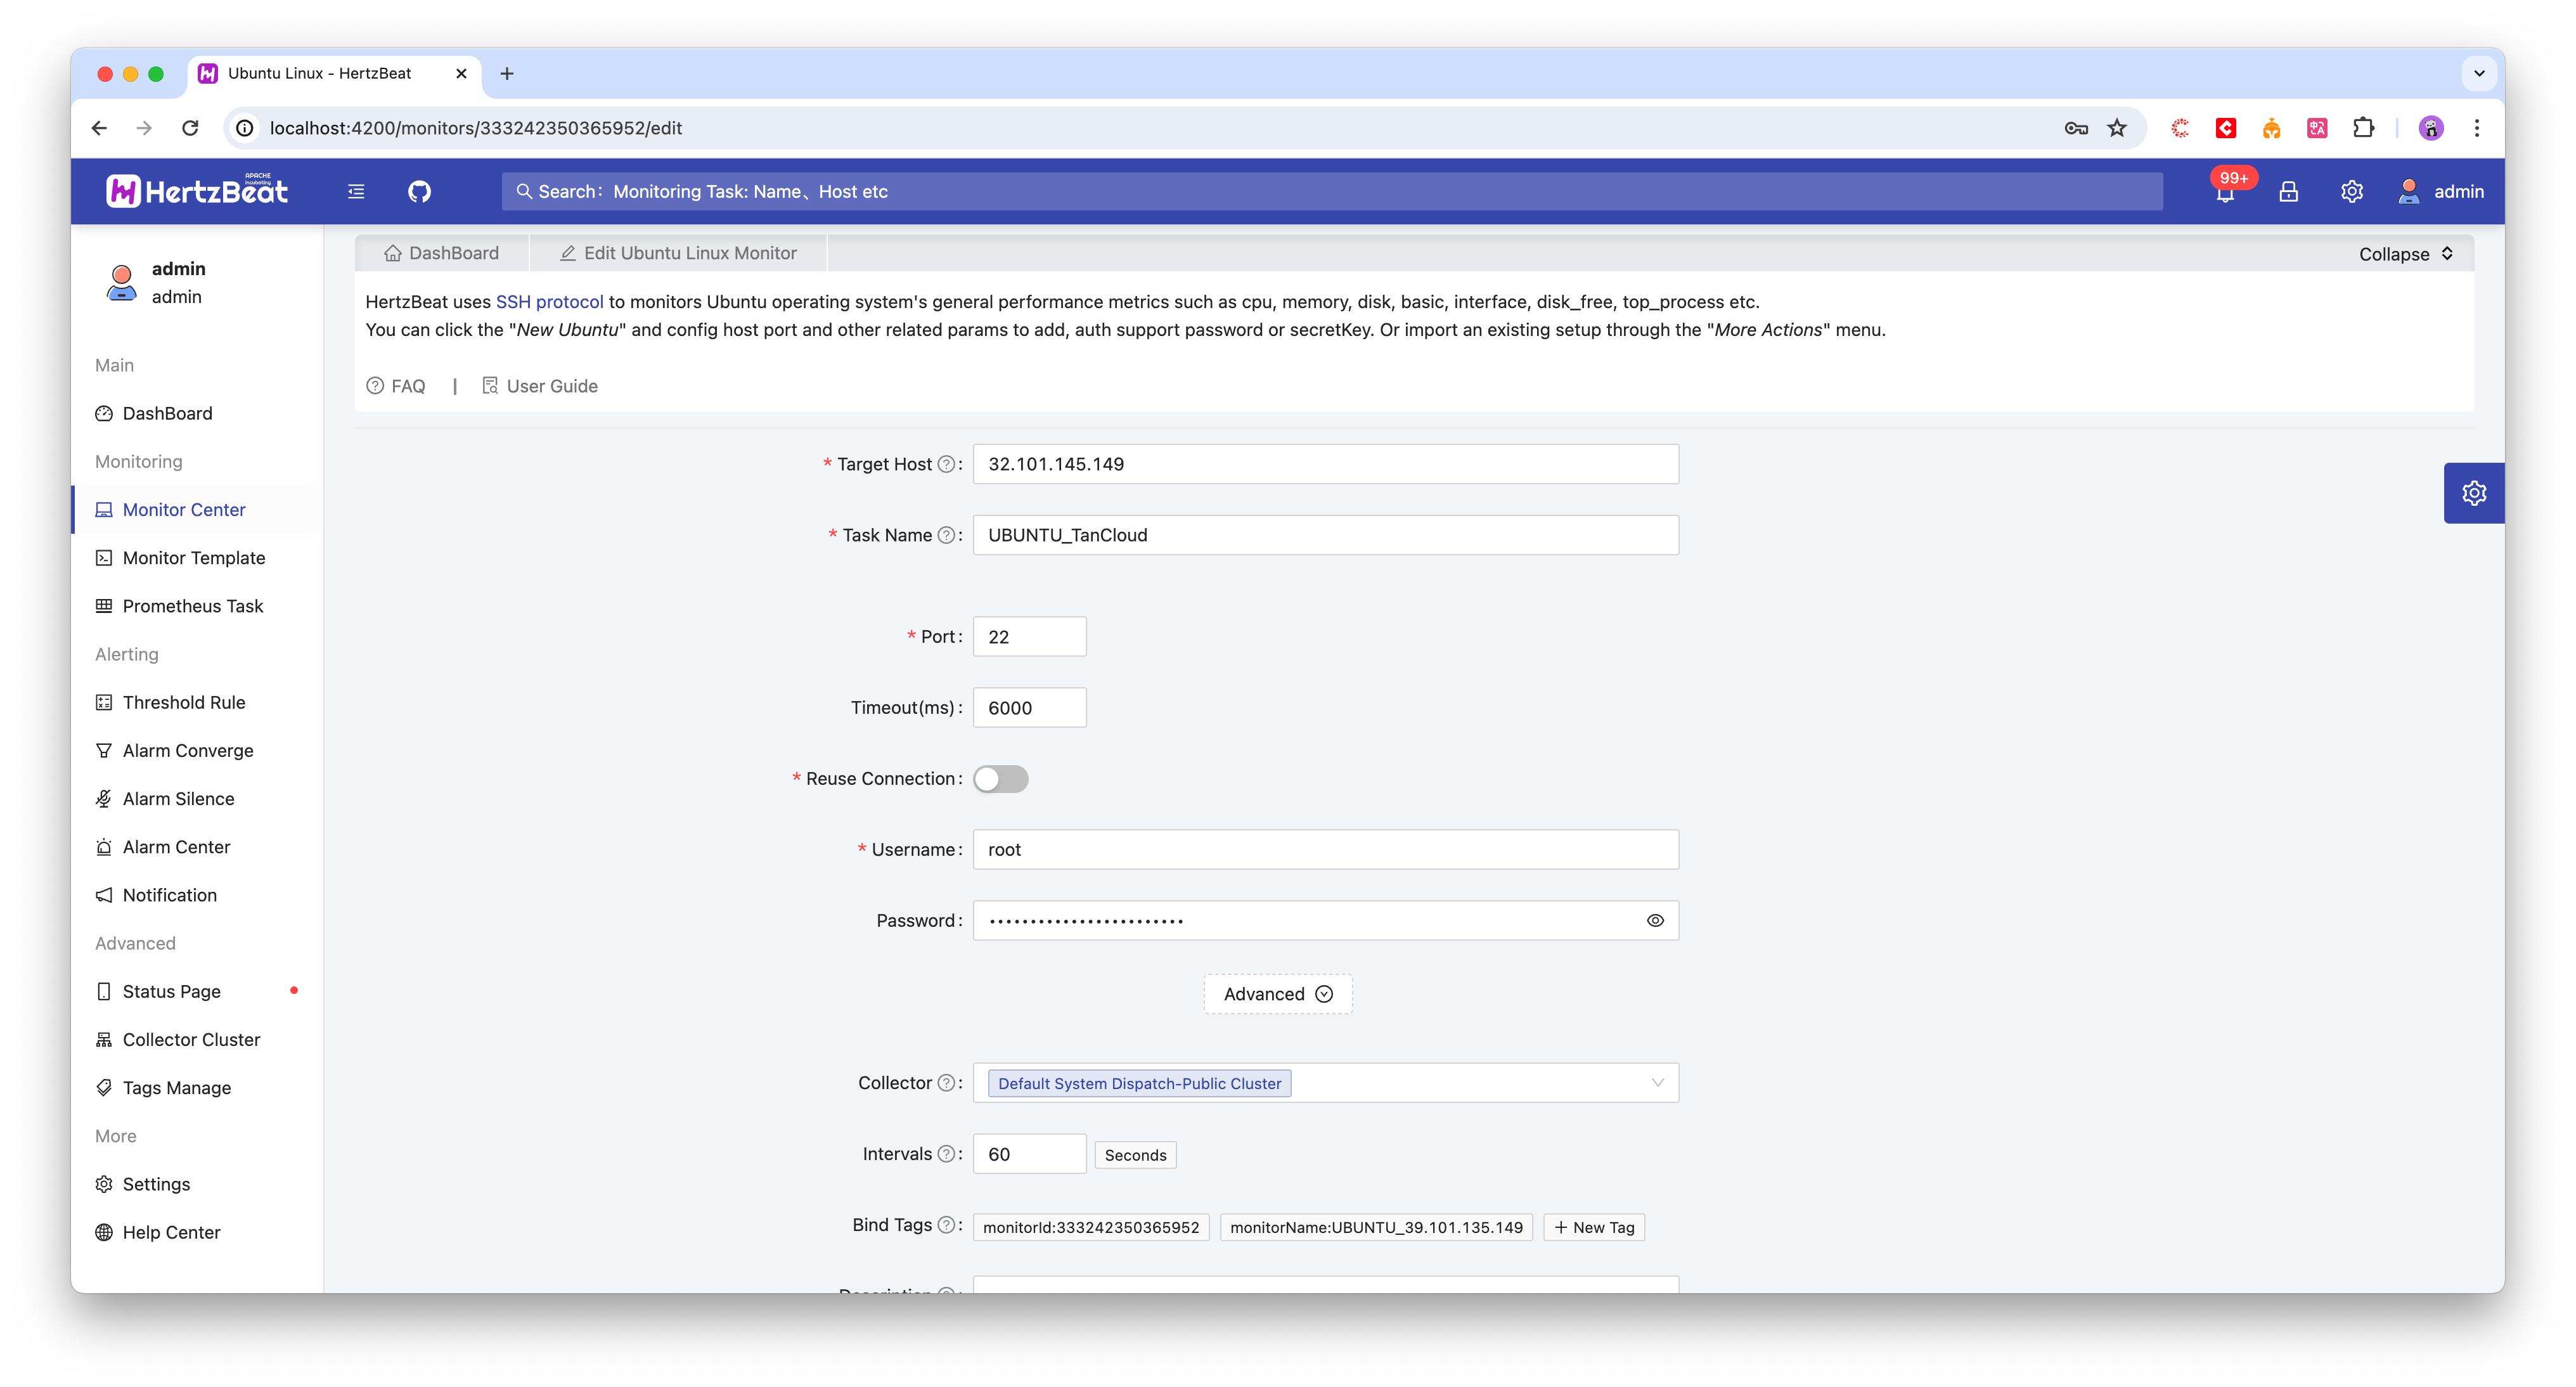 Ubuntu Linux - HertzBeat
localhost:4200/monitors/333242350365952/edit
APACHE
incubating
HertzBeat
Search： Monitoring Task: Name、Host etc
99+
admin
admin
admin
Main
DashBoard
Monitoring
Monitor Center
Monitor Template
Prometheus Task
Alerting
Threshold Rule
Alarm Converge
Alarm Silence
Alarm Center
Notification
Advanced
Status Page
Collector Cluster
Tags Manage
More
Settings
Help Center
DashBoard
Edit Ubuntu Linux Monitor
Collapse
HertzBeat uses SSH protocol to monitors Ubuntu operating system's general performance metrics such as cpu, memory, disk, basic, interface, disk_free, top_process etc.
You can click the "New Ubuntu" and config host port and other related params to add, auth support password or secretKey. Or import an existing setup through the "More Actions" menu.
FAQ | User Guide
* Target Host : 32.101.145.149
* Task Name : UBUNTU_TanCloud
* Port : 22
Timeout(ms) : 6000
* Reuse Connection :
* Username : root
Password : ••••••••••••••••••••••••
Advanced
Collector : Default System Dispatch-Public Cluster
Intervals : 60 Seconds
Bind Tags : monitorId:333242350365952 monitorName:UBUNTU_39.101.135.149 + New Tag
Description :